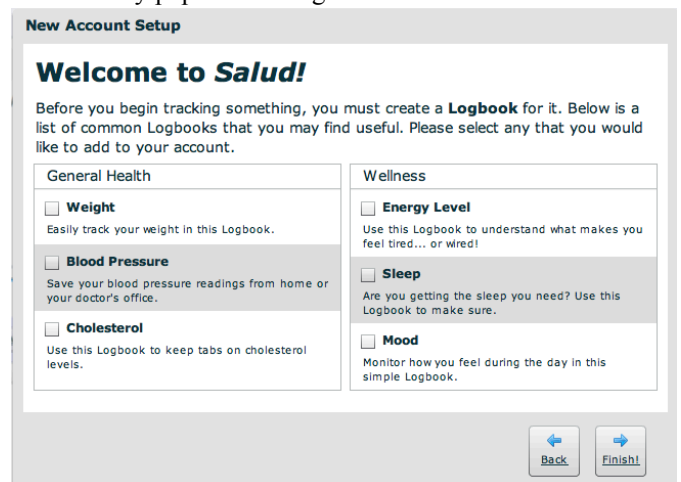 New Account Setup
Welcome to Salud!
Before you begin tracking something, you must create a Logbook for it. Below is a
list of common Logbooks that you may find useful. Please select any that you would
like to add to your account.
General Health
Weight
Easily track your weight in this Logbook.
Blood Pressure
Save your blood pressure readings from home or
your doctor's office.
Cholesterol
Use this Logbook to keep tabs on cholesterol
levels.
Wellness
Energy Level
Use this Logbook to understand what makes you
feel tired... or wired!
Sleep
Are you getting the sleep you need? Use this
Logbook to make sure.
Mood
Monitor how you feel during the day in this
simple Logbook.
Back
Finish!